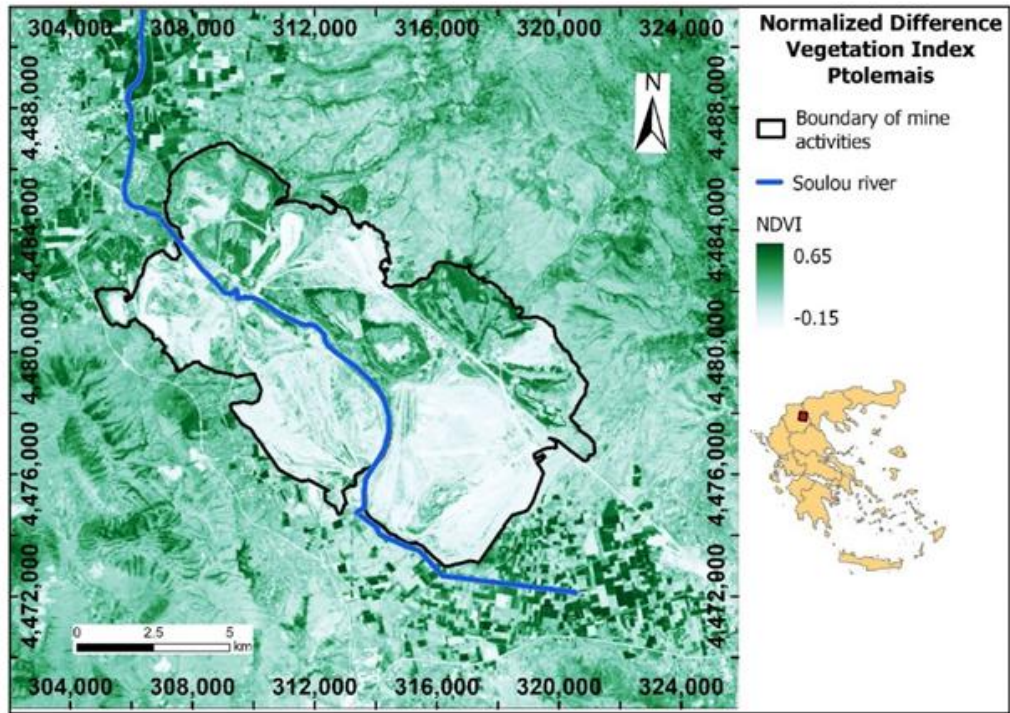 304,000 308,000 312,000 316,000 320,000 324,000
4,488,000
4,484,000
4,480,000
4,476,000
4,472,000
4,488,000
4,484,000
4,480,000
4,476,000
4,472,000
N
0 2.5 5
km
304,000 308,000 312,000 316,000 320,000 324,000
Normalized Difference
Vegetation Index
Ptolemais
Boundary of mine
activities
Soulou river
NDVI
0.65
-0.15